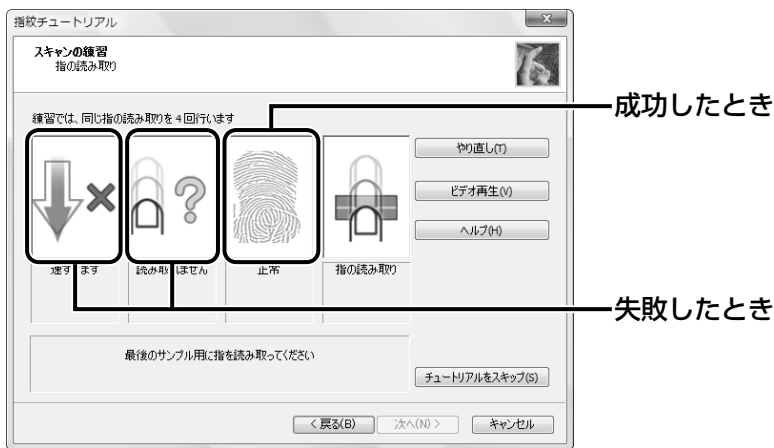 指紋チュートリアル
スキャンの練習
指の読み取り
練習では、同じ指の読み取りを4回行います
成功したとき
やり直し(T)
ビデオ再生(V)
ヘルプ(H)
正常
指の読み取り
失敗したとき
最後のサンプル用に指を読み取ってください
チュートリアルをスキップ(S)
< 戻る(B)
次へ(N) >
キャンセル